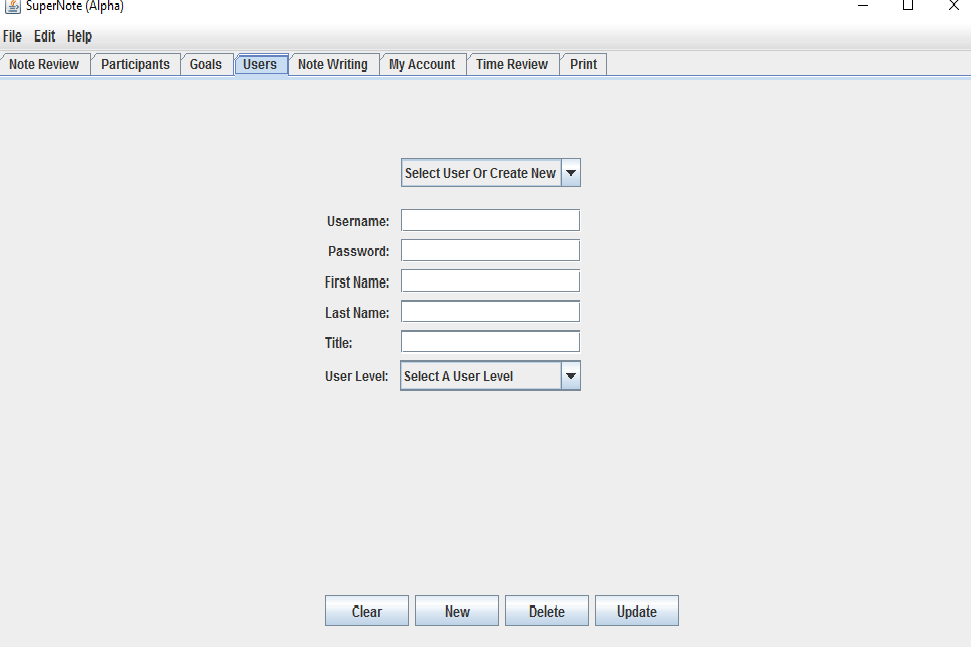 SuperNote (Alpha)
File Edit Help
Note Review Participants Goals Users Note Writing My Account Time Review Print
Select User Or Create New
Username:
Password:
First Name:
Last Name:
Title:
User Level: Select A User Level
Clear New Delete Update